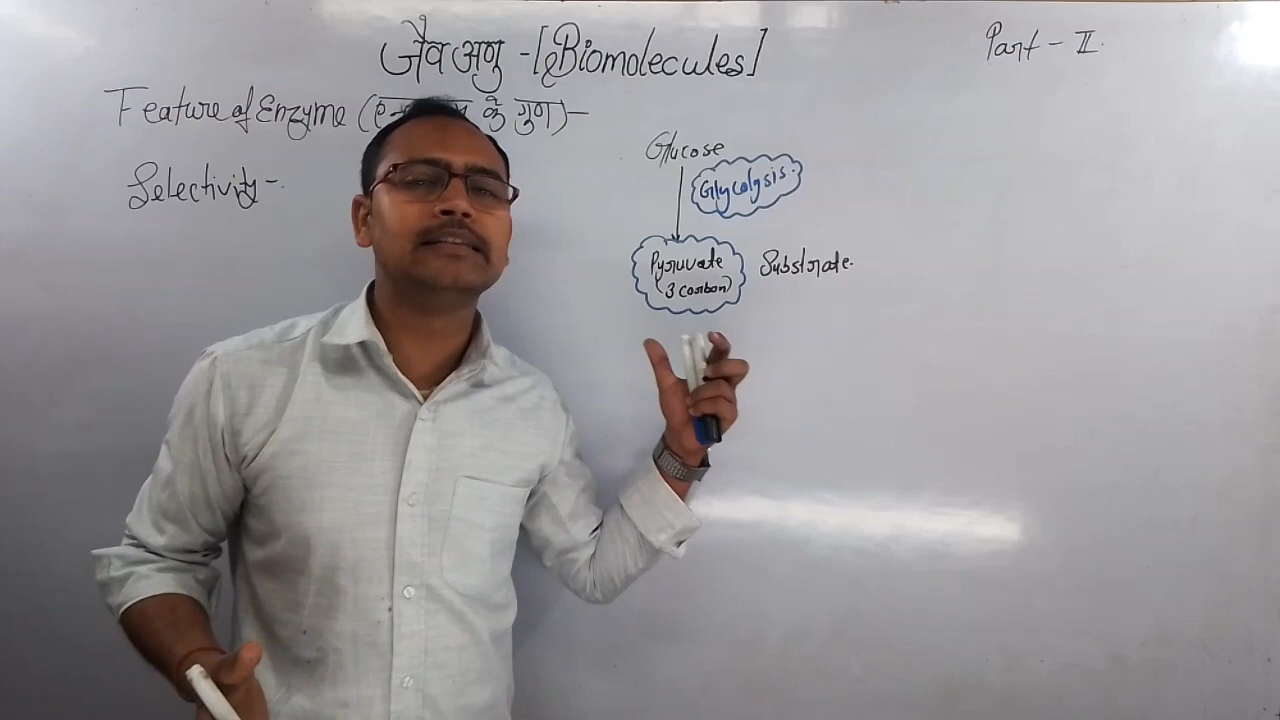 जैव अणु - [Biomolecules]
Part - II.
Feature of Enzyme ( के गुण) -
Selectivity -
Glucose
Glycolysis.
Pyruvate
(3 carbon)
Substrate.